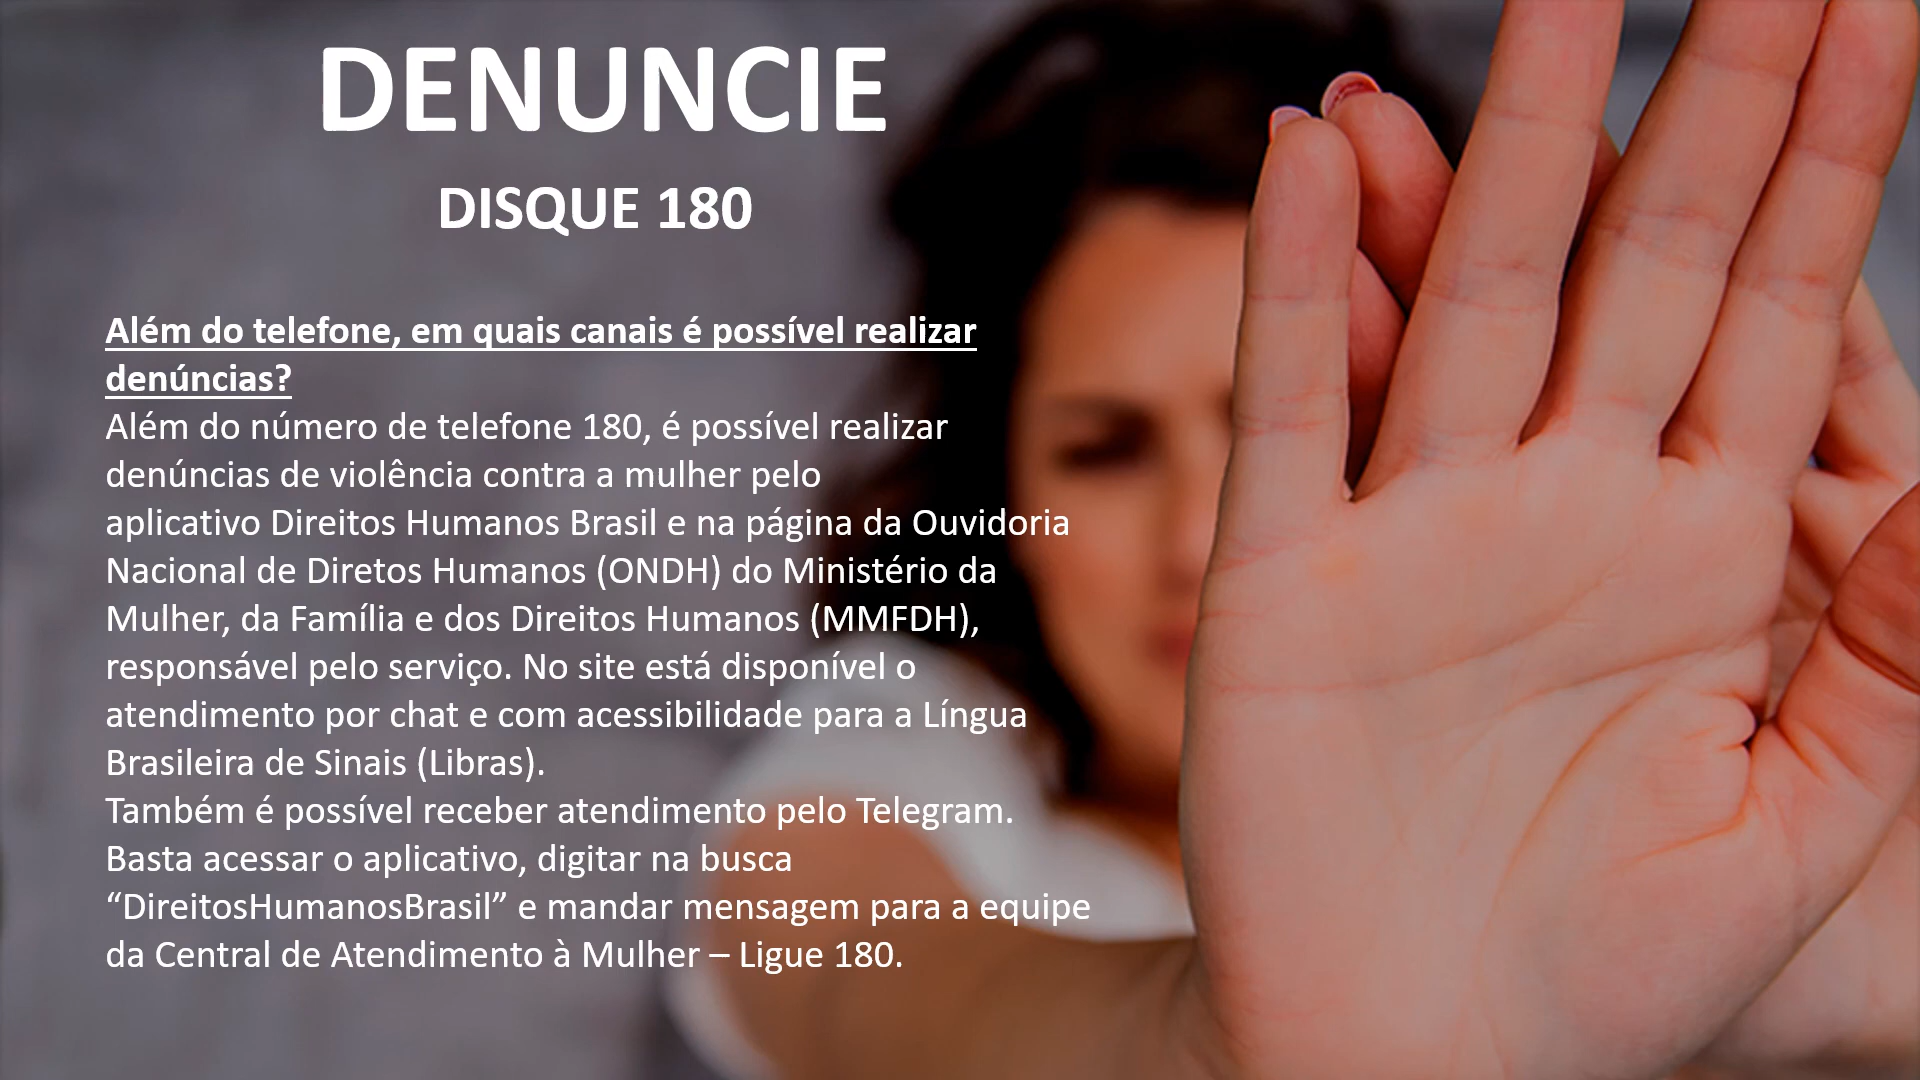 DENUNCIE
DISQUE 180
Além do telefone, em quais canais é possível realizar
denúncias?
Além do número de telefone 180, é possível realizar
denúncias de violência contra a mulher pelo
aplicativo Direitos Humanos Brasil e na página da Ouvidoria
Nacional de Diretos Humanos (ONDH) do Ministério da
Mulher, da Família e dos Direitos Humanos (MMFDH),
responsável pelo serviço. No site está disponível o
atendimento por chat e com acessibilidade para a Língua
Brasileira de Sinais (Libras).
Também é possível receber atendimento pelo Telegram.
Basta acessar o aplicativo, digitar na busca
“DireitosHumanosBrasil” e mandar mensagem para a equipe
da Central de Atendimento à Mulher – Ligue 180.